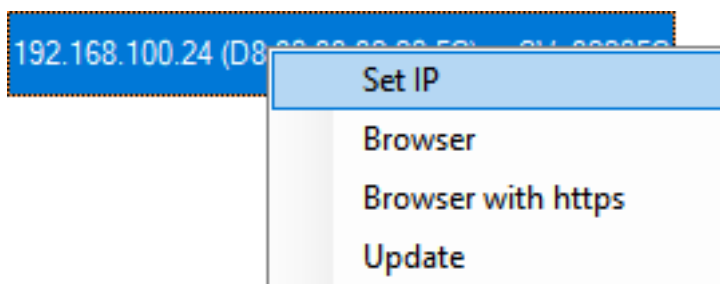 192.168.100.24 (D8
Set IP
Browser
Browser with https
Update